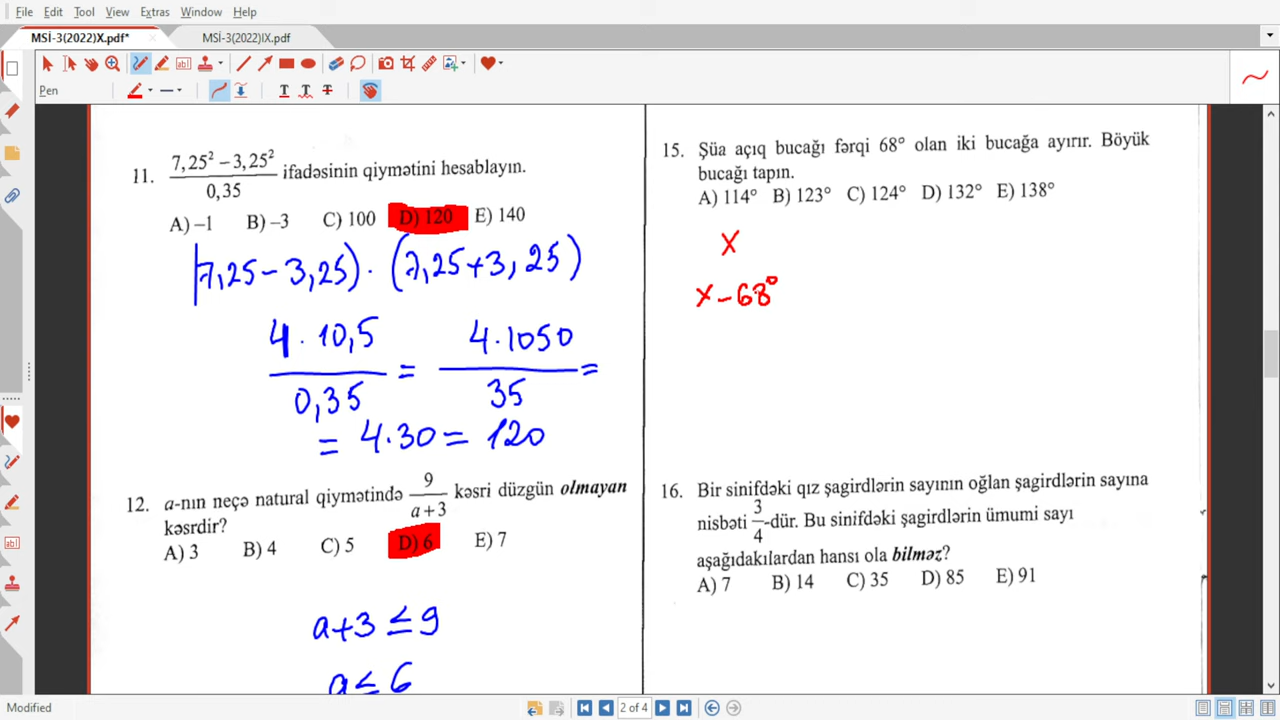 File Edit Tool View Extras Window Help
MSİ-3(2022)X.pdf* MSİ-3(2022)IX.pdf
Pen
11. 7,25² – 3,25² / 0,35 ifadəsinin qiymətini hesablayın.
A) –1 B) –3 C) 100 D) 120 E) 140
(7,25 – 3,25) · (7,25 + 3,25)
4 · 10,5 / 0,35 = 4 · 1050 / 35 =
= 4 · 30 = 120
12. a-nın neçə natural qiymətində 9 / a + 3 kəsri düzgün olmayan
kəsrdir?
A) 3 B) 4 C) 5 D) 6 E) 7
a+3 ≤ 9
a ≤ 6
15. Şüa açıq bucağı fərqi 68° olan iki bucağa ayırır. Böyük
bucağı tapın.
A) 114° B) 123° C) 124° D) 132° E) 138°
x
x – 68°
16. Bir sinifdəki qız şagirdlərin sayının oğlan şagirdlərin sayına
nisbəti 3/4-dür. Bu sinifdəki şagirdlərin ümumi sayı
aşağıdakılardan hansı ola bilməz?
A) 7 B) 14 C) 35 D) 85 E) 91
Modified 2 of 4